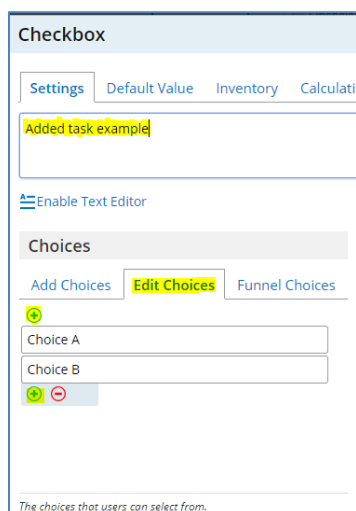 Checkbox
Settings Default Value Inventory Calculati
Added task example
Enable Text Editor
Choices
Add Choices Edit Choices Funnel Choices
Choice A
Choice B
The choices that users can select from.